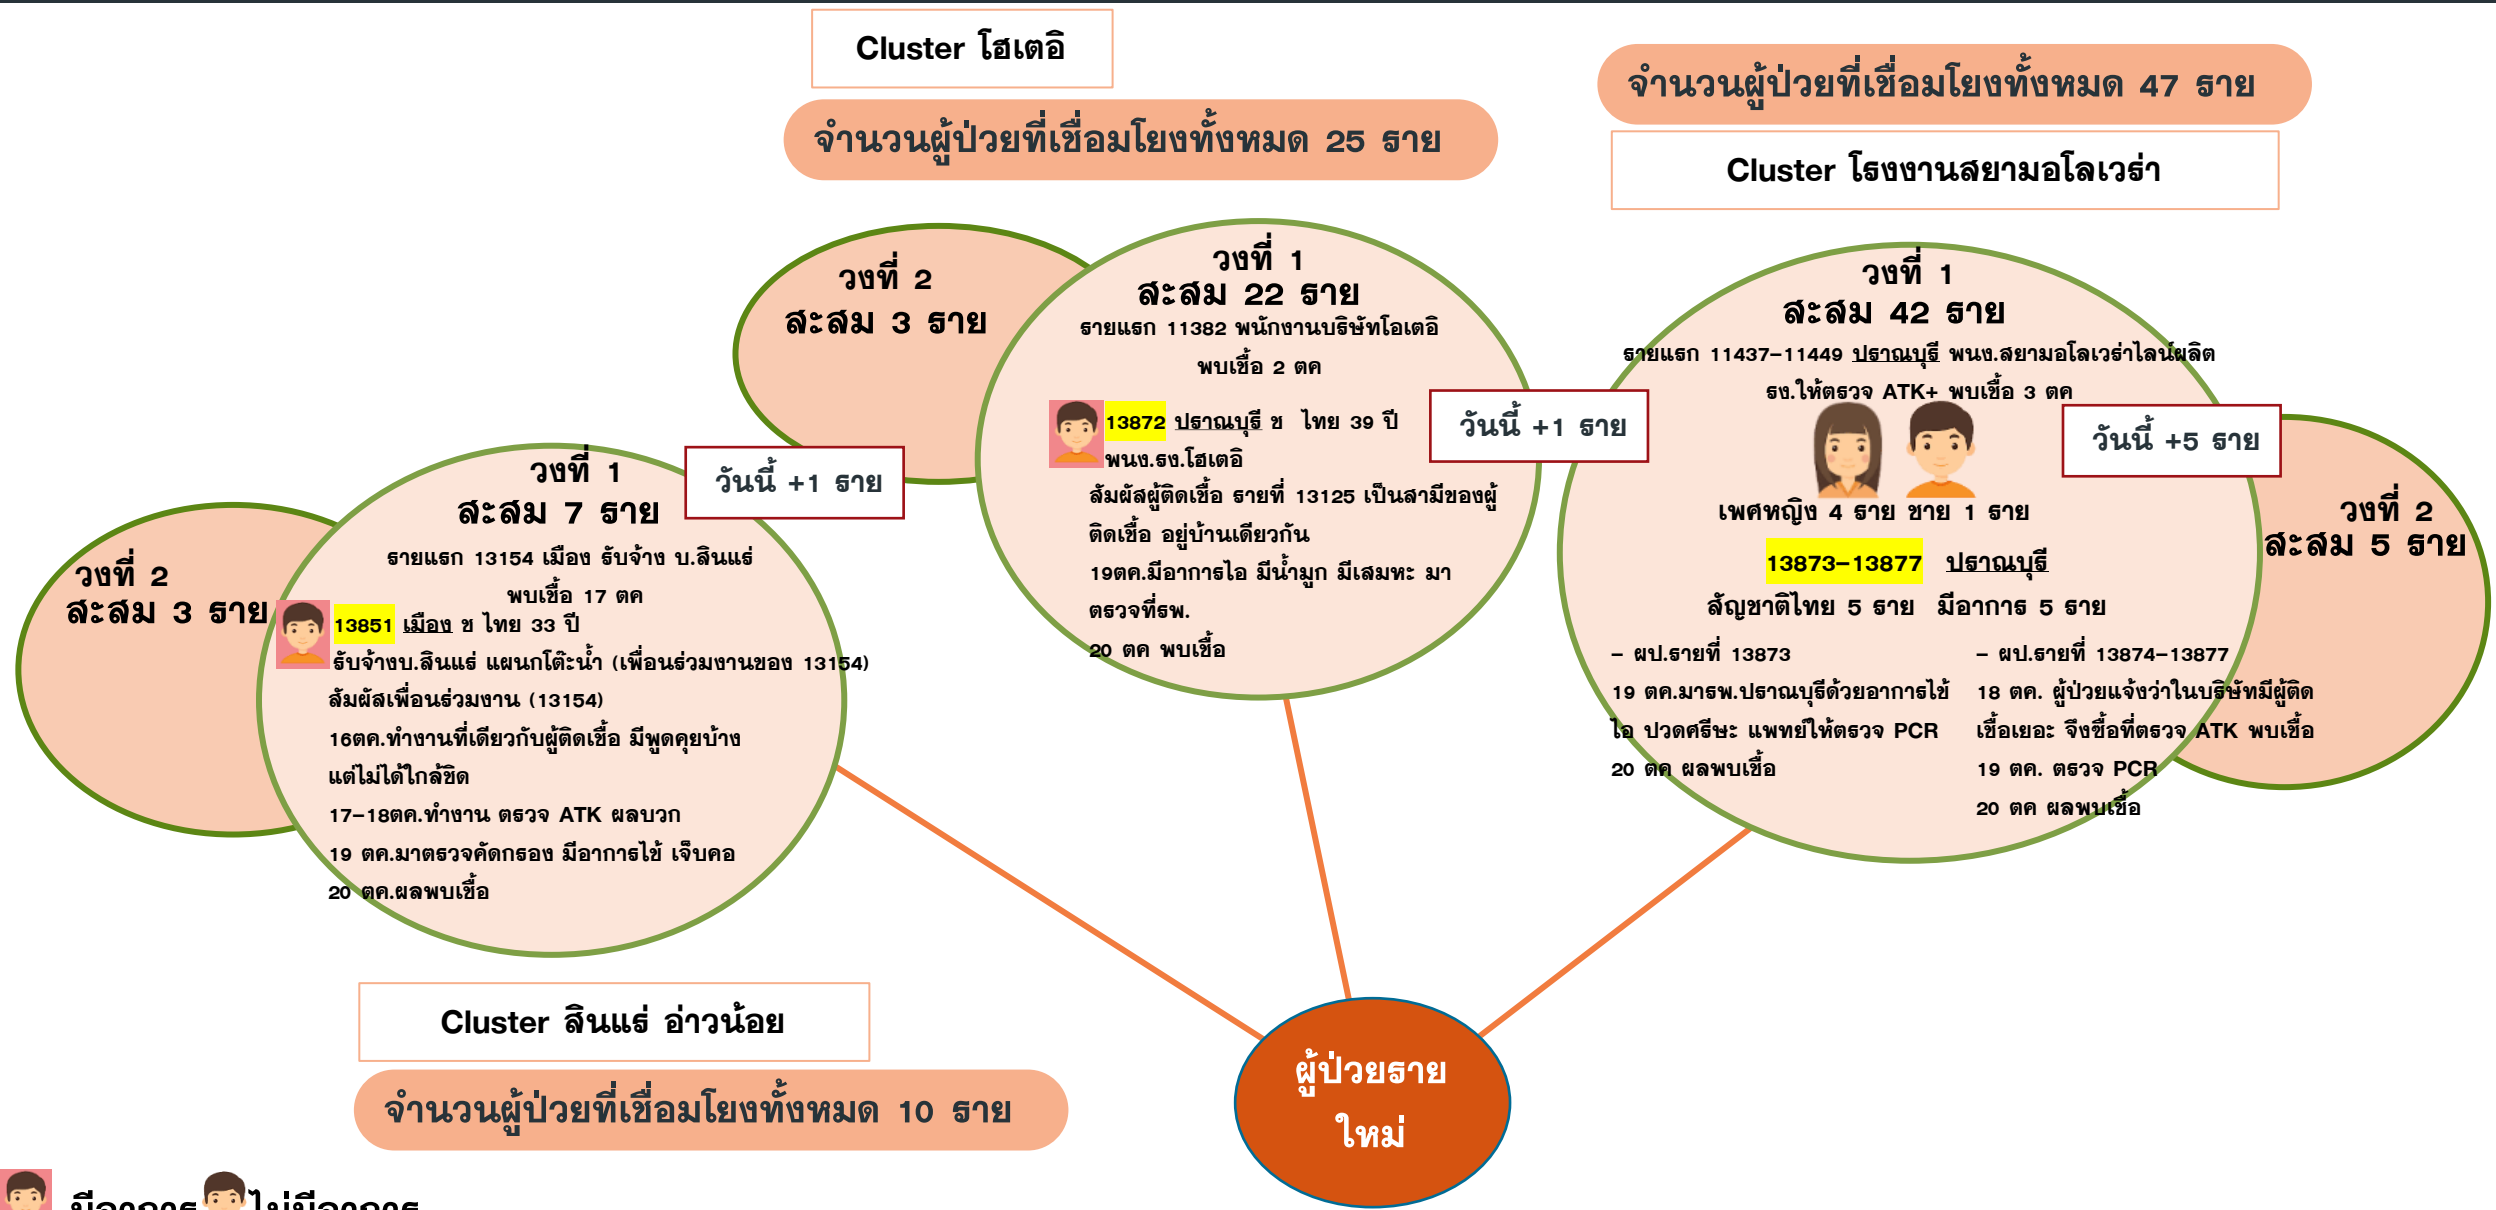 Cluster โฮเตอิ
จำนวนผู้ป่วยที่เชื่อมโยงทั้งหมด 25 ราย
วงที่ 2
สะสม 3 ราย
วงที่ 1
สะสม 22 ราย
รายแรก 11382 พนักงานบริษัทโอเตอิ
พบเชื้อ 2 ตค
13872 ปราณบุรี ช ไทย 39 ปี
พนง.รง.โฮเตอิ
สัมผัสผู้ติดเชื้อ รายที่ 13125 เป็นสามีของผู้
ติดเชื้อ อยู่บ้านเดียวกัน
19ตค.มีอาการไอ มีน้ำมูก มีเสมหะ มา
ตรวจที่รพ.
20 ตค พบเชื้อ
วันนี้ +1 ราย
จำนวนผู้ป่วยที่เชื่อมโยงทั้งหมด 47 ราย
Cluster โรงงานสยามอโลเวร่า
วงที่ 1
สะสม 42 ราย
รายแรก 11437-11449 ปราณบุรี พนง.สยามอโลเวร่าไลน์ผลิต
รง.ให้ตรวจ ATK+ พบเชื้อ 3 ตค
วันนี้ +5 ราย
เพศหญิง 4 ราย ชาย 1 ราย
13873-13877 ปราณบุรี
สัญชาติไทย 5 ราย มีอาการ 5 ราย
- ผป.รายที่ 13873
19 ตค.มารพ.ปราณบุรีด้วยอาการไข้
ไอ ปวดศรีษะ แพทย์ให้ตรวจ PCR
20 ตค ผลพบเชื้อ
- ผป.รายที่ 13874-13877
18 ตค. ผู้ป่วยแจ้งว่าในบริษัทมีผู้ติด
เชื้อเยอะ จึงซื้อที่ตรวจ ATK พบเชื้อ
19 ตค. ตรวจ PCR
20 ตค ผลพบเชื้อ
วงที่ 2
สะสม 5 ราย
วงที่ 2
สะสม 3 ราย
วงที่ 1
สะสม 7 ราย
วันนี้ +1 ราย
รายแรก 13154 เมือง รับจ้าง บ.สินแร่
พบเชื้อ 17 ตค
13851 เมือง ช ไทย 33 ปี
รับจ้างบ.สินแร่ แผนกโต๊ะน้ำ (เพื่อนร่วมงานของ 13154)
สัมผัสเพื่อนร่วมงาน (13154)
16ตค.ทำงานที่เดียวกับผู้ติดเชื้อ มีพูดคุยบ้าง
แต่ไม่ได้ใกล้ชิด
17-18ตค.ทำงาน ตรวจ ATK ผลบวก
19 ตค.มาตรวจคัดกรอง มีอาการไข้ เจ็บคอ
20 ตค.ผลพบเชื้อ
Cluster สินแร่ อ่าวน้อย
จำนวนผู้ป่วยที่เชื่อมโยงทั้งหมด 10 ราย
ผู้ป่วยราย
ใหม่
มีอาการ ไม่มีอาการ